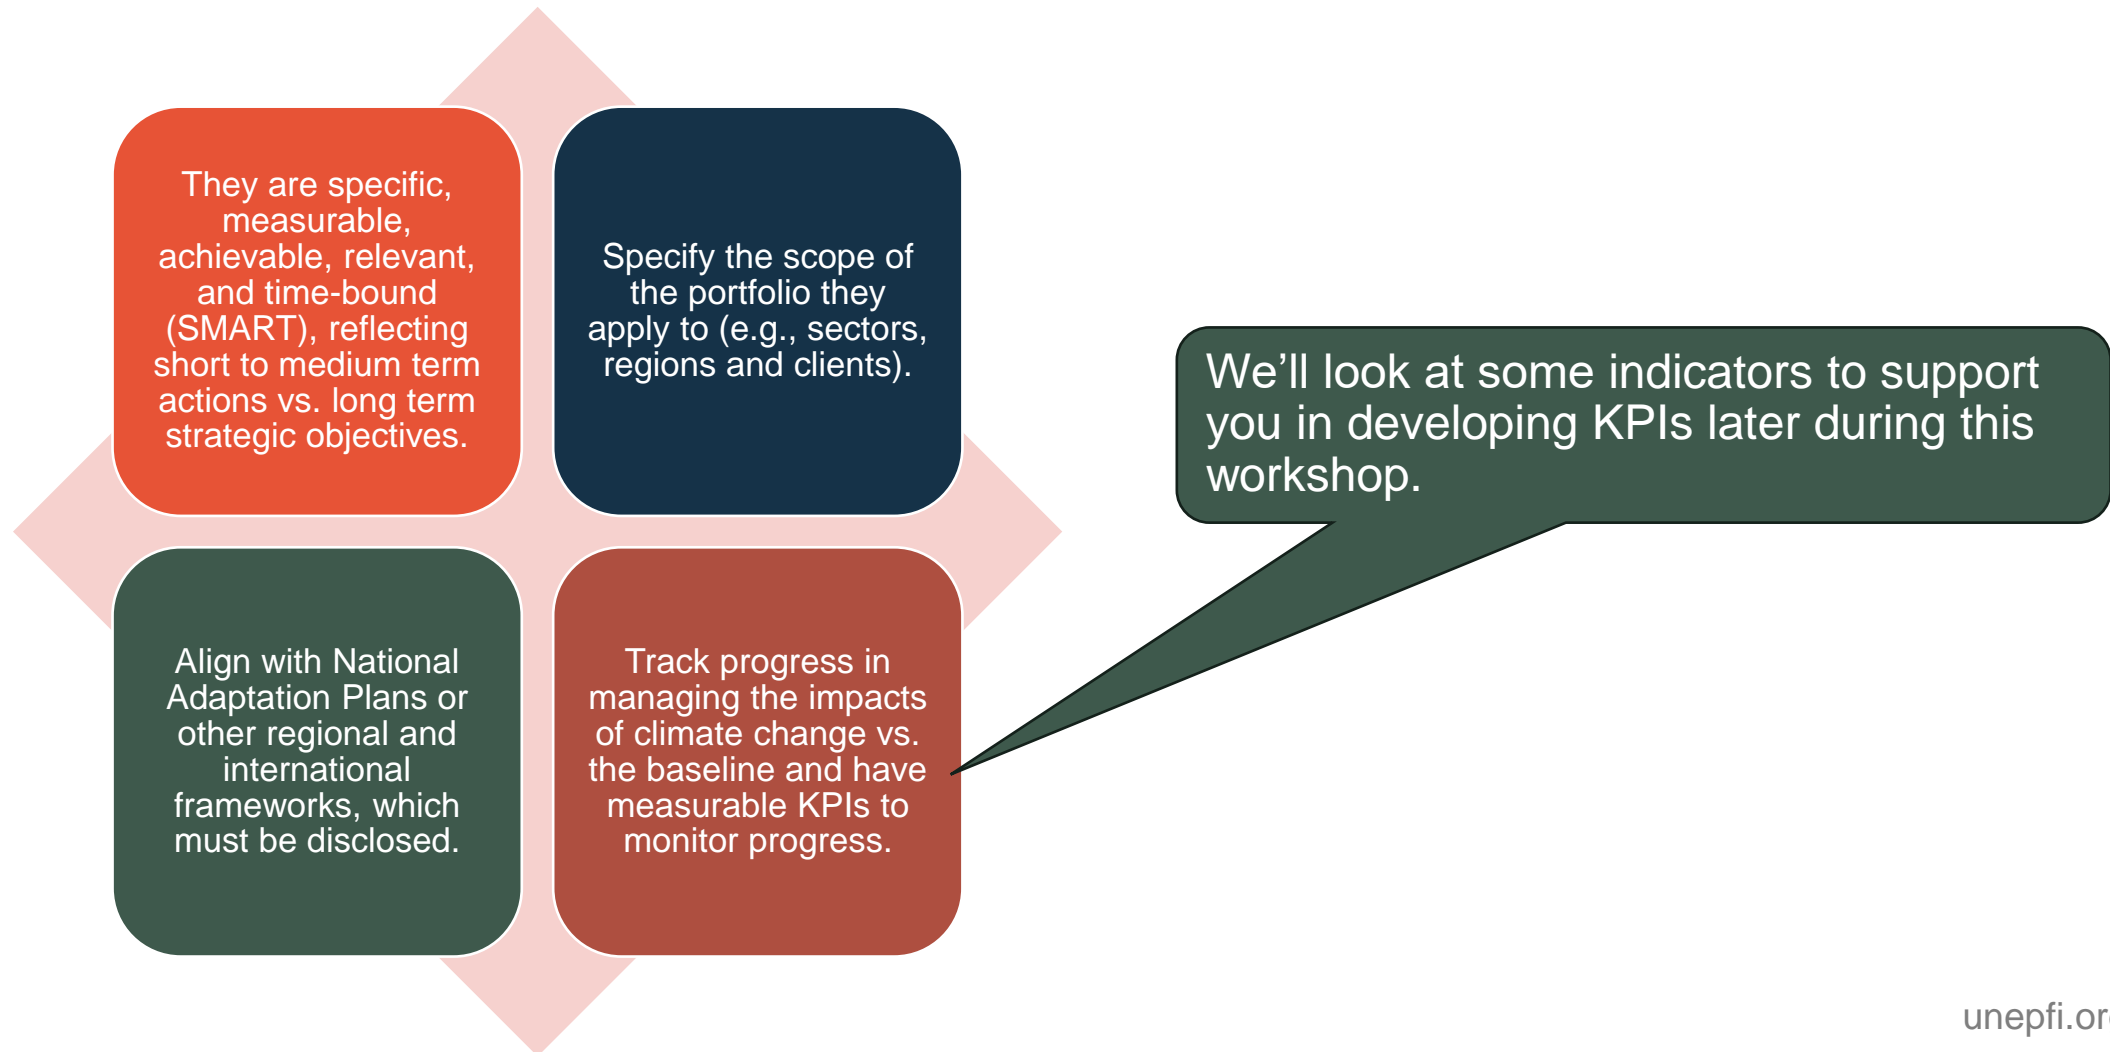 They are specific,
measurable,
achievable, relevant,
and time-bound
(SMART), reflecting
short to medium term
actions vs. long term
strategic objectives.
Specify the scope of
the portfolio they
apply to (e.g., sectors,
regions and clients).
Align with National
Adaptation Plans or
other regional and
international
frameworks, which
must be disclosed.
Track progress in
managing the impacts
of climate change vs.
the baseline and have
measurable KPIs to
monitor progress.
We’ll look at some indicators to support
you in developing KPIs later during this
workshop.
unepfi.or